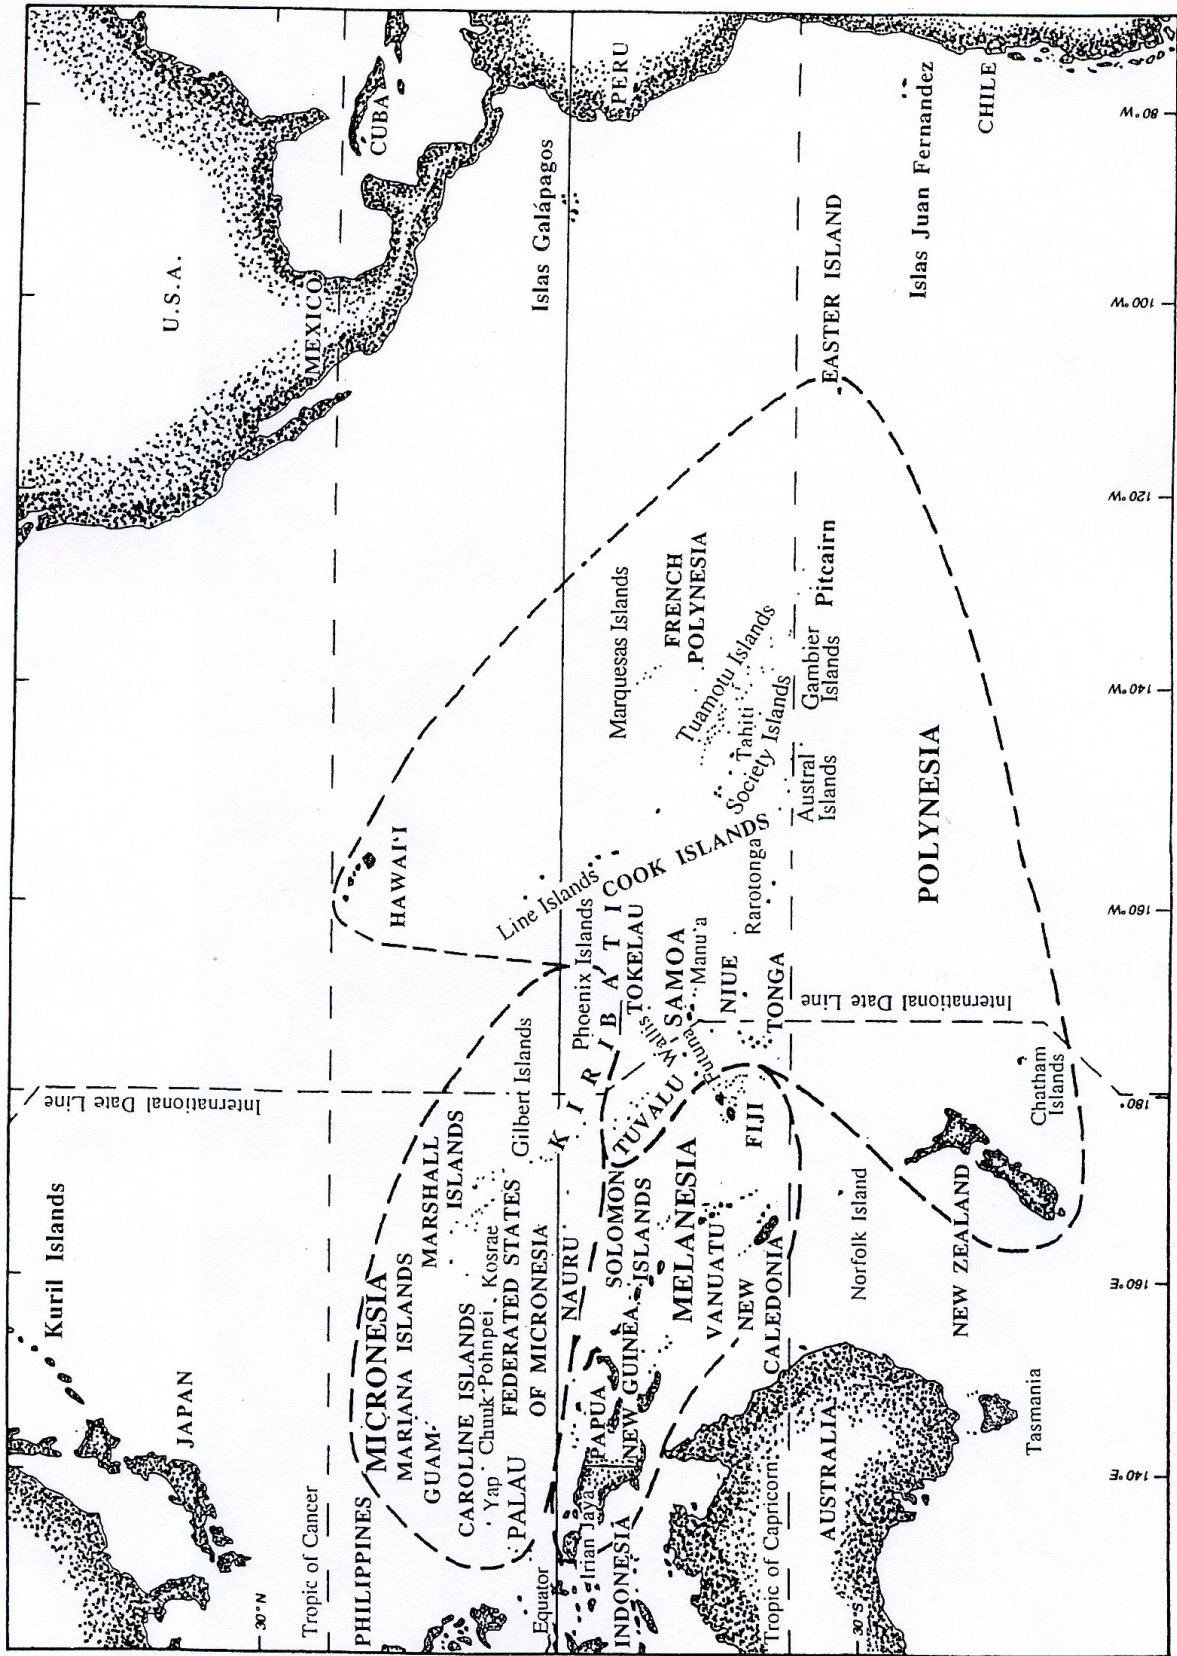 U.S.A.
Kuril Islands
JAPAN
30°N
International Date Line
Tropic of Cancer
MEXICO
CUBA
HAWAI'I
PHILIPPINES
MICRONESIA
MARIANA ISLANDS
GUAM
MARSHALL
ISLANDS
CAROLINE ISLANDS
Yap
Chuuk
Pohnpei
Kosrae
FEDERATED STATES
OF MICRONESIA
PALAU
Gilbert Islands
Line Islands
Islas Galápagos
Equator
NAURU
KIRIBATI
Phoenix Islands
Irian Jaya
PAPUA
NEW GUINEA
SOLOMON
ISLANDS
TUVALU
TOKELAU
COOK ISLANDS
Marquesas Islands
PERU
INDONESIA
MELANESIA
Wallis
Futuna
SAMOA
Manu'a
FRENCH
POLYNESIA
VANUATU
FIJI
NIUE
Tuamotu Islands
Tahiti
Society Islands
NEW
CALEDONIA
TONGA
Rarotonga
Tropic of Capricorn
AUSTRALIA
International Date Line
Austral
Islands
Gambier
Islands
Pitcairn
EASTER ISLAND
30°S
Norfolk Island
POLYNESIA
Islas Juan Fernandez
CHILE
NEW ZEALAND
Tasmania
Chatham
Islands
140°E
160°E
180°
160°W
140°W
120°W
100°W
80°W